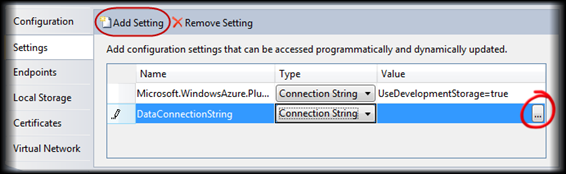 Configuration
Settings
Endpoints
Local Storage
Certificates
Virtual Network
Add Setting Remove Setting
Add configuration settings that can be accessed programmatically and dynamically updated.
Name Type Value
Microsoft.WindowsAzure.Plu... Connection String UseDevelopmentStorage=true
DataConnectionString Connection String ...